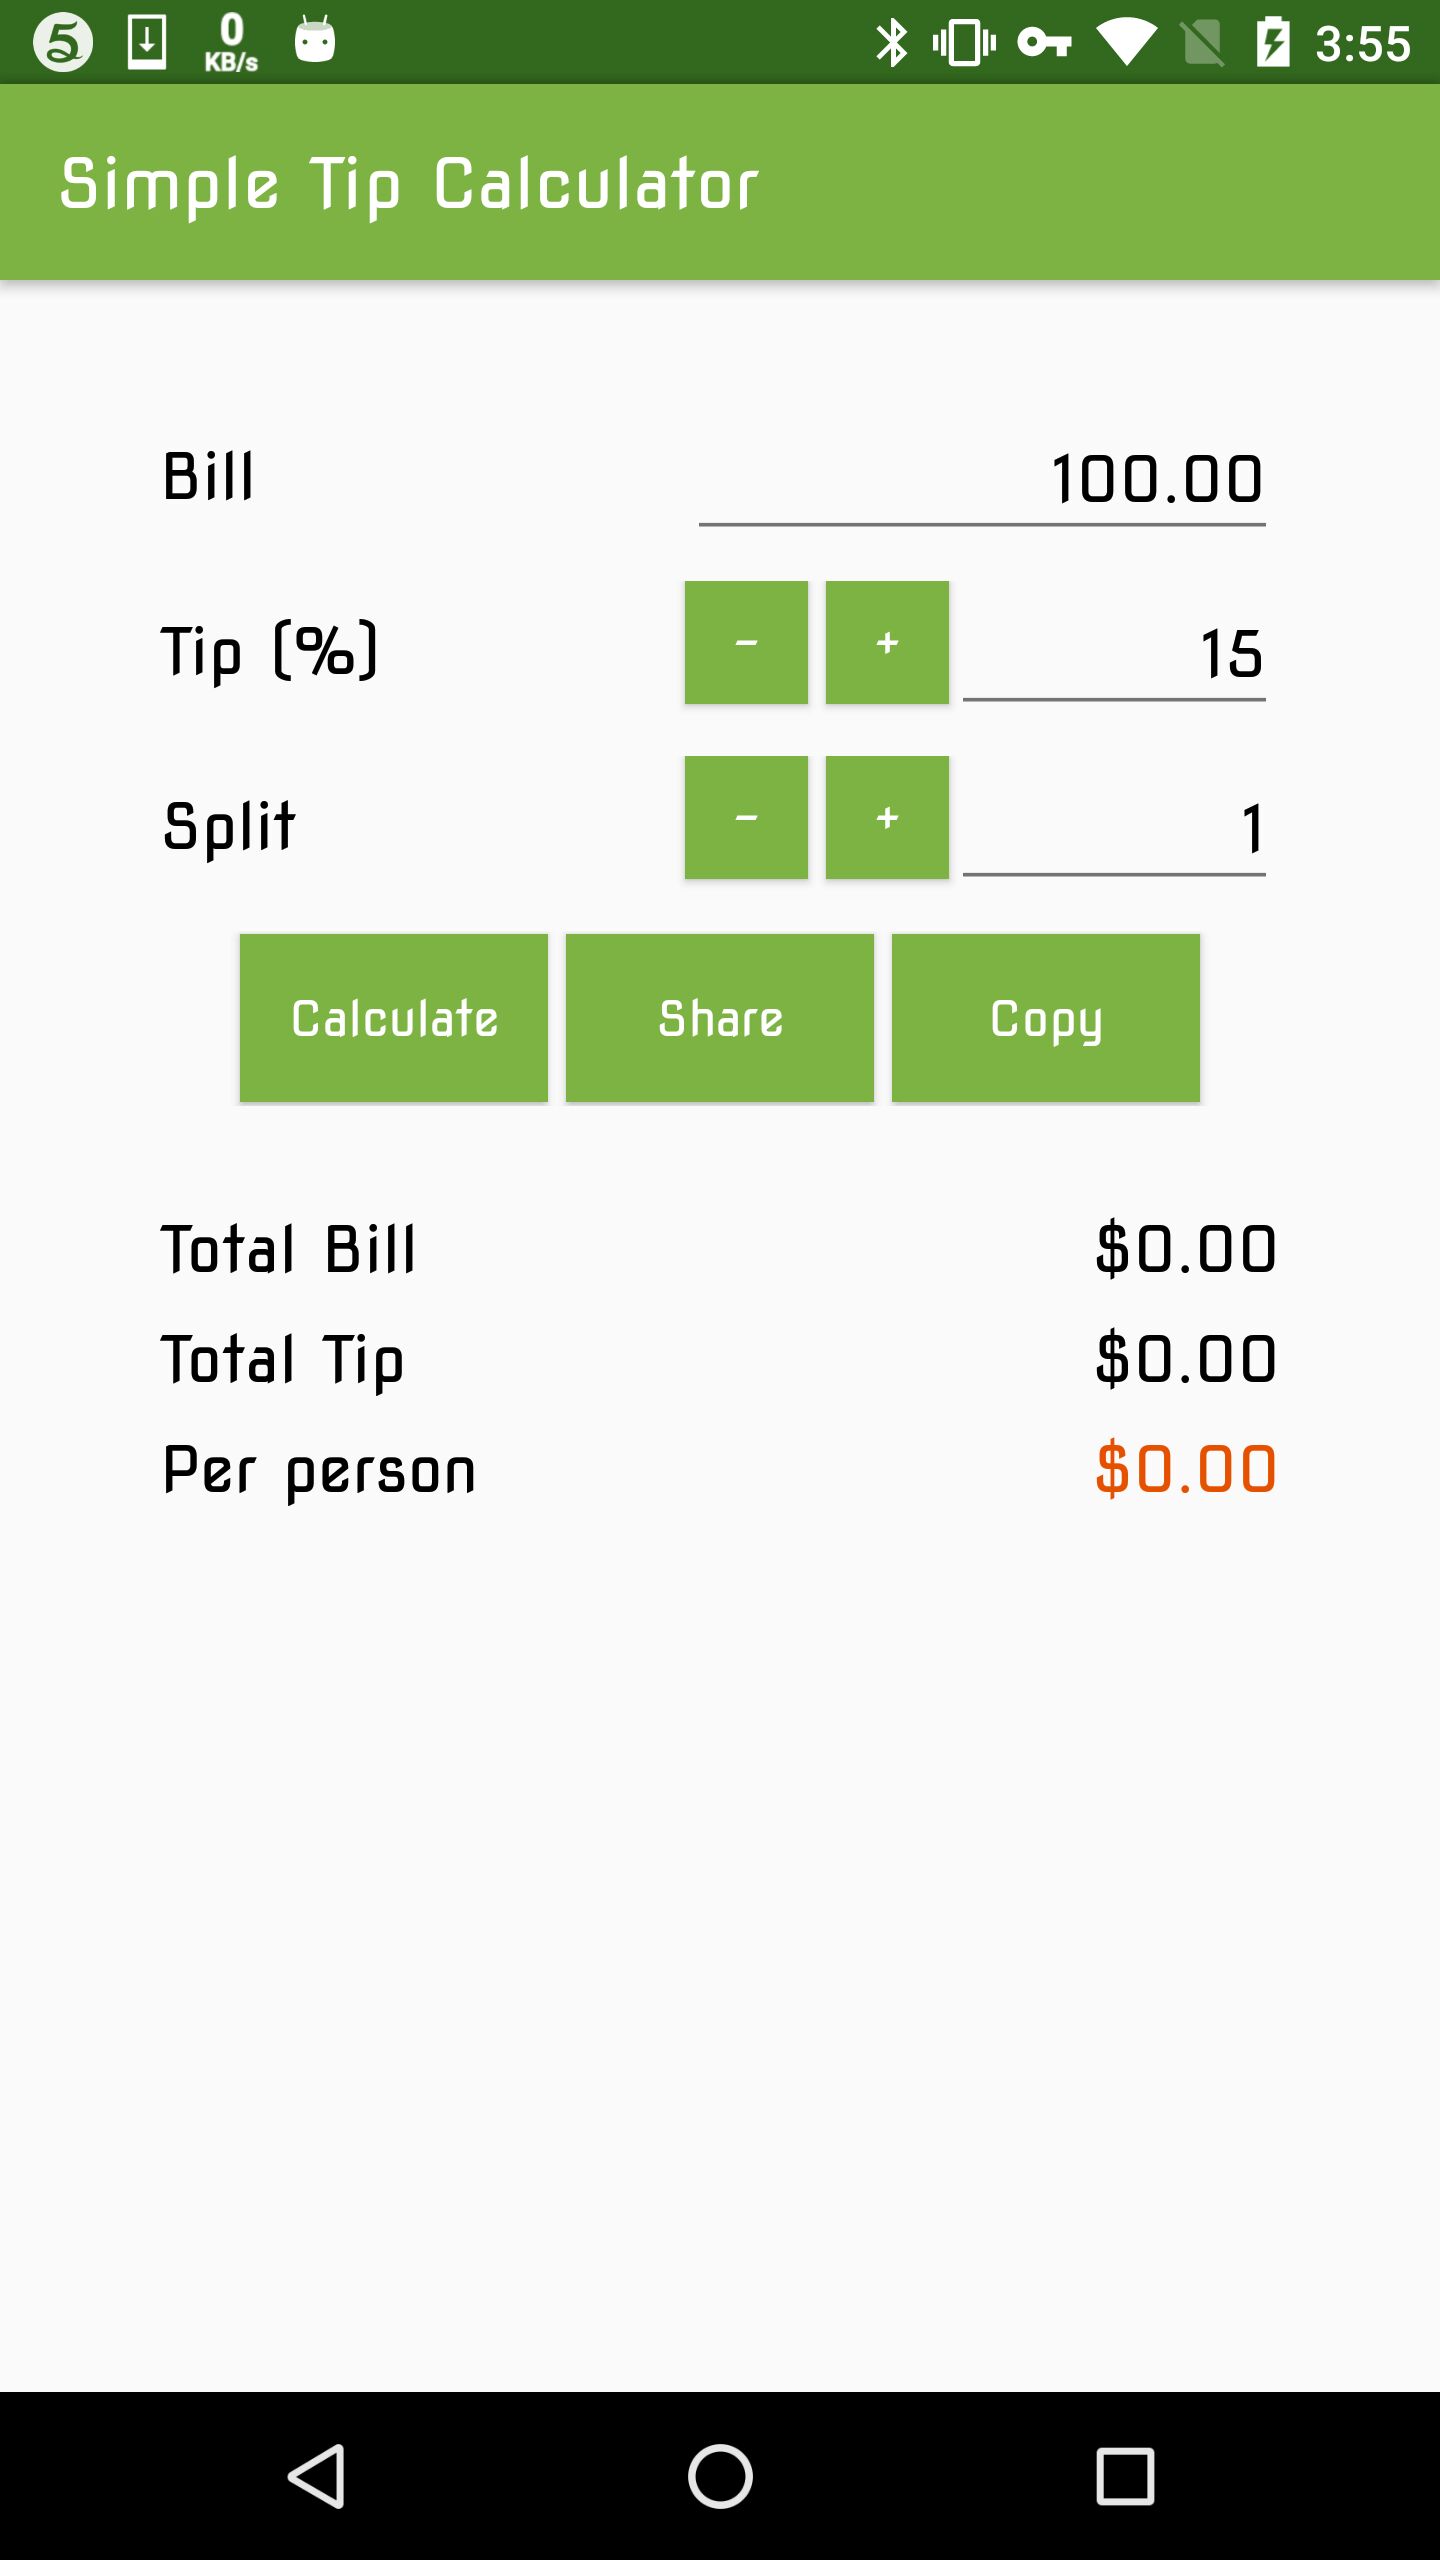 5 0 KB/s 3:55
Simple Tip Calculator
Bill 100.00
Tip (%) - + 15
Split - + 1
Calculate Share Copy
Total Bill $0.00
Total Tip $0.00
Per person $0.00